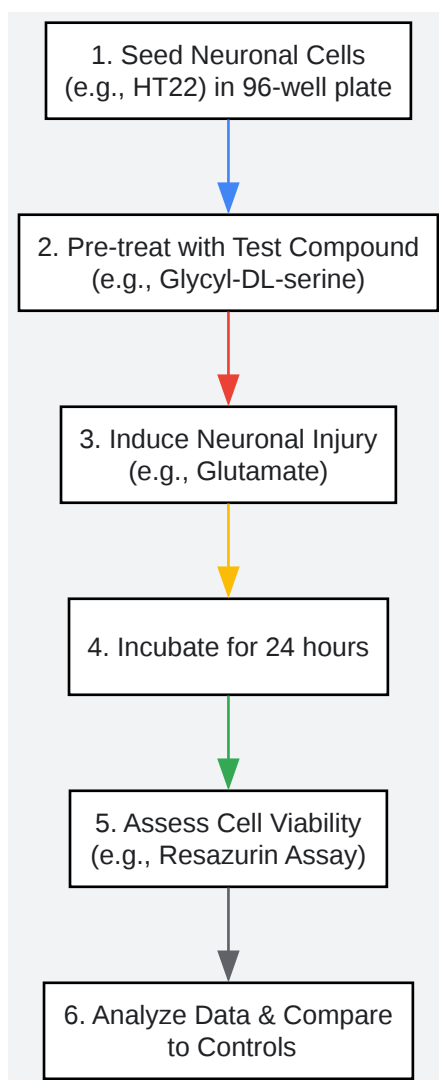 1. Seed Neuronal Cells
(e.g., HT22) in 96-well plate
2. Pre-treat with Test Compound
(e.g., Glycyl-DL-serine)
3. Induce Neuronal Injury
(e.g., Glutamate)
4. Incubate for 24 hours
5. Assess Cell Viability
(e.g., Resazurin Assay)
6. Analyze Data & Compare
to Controls